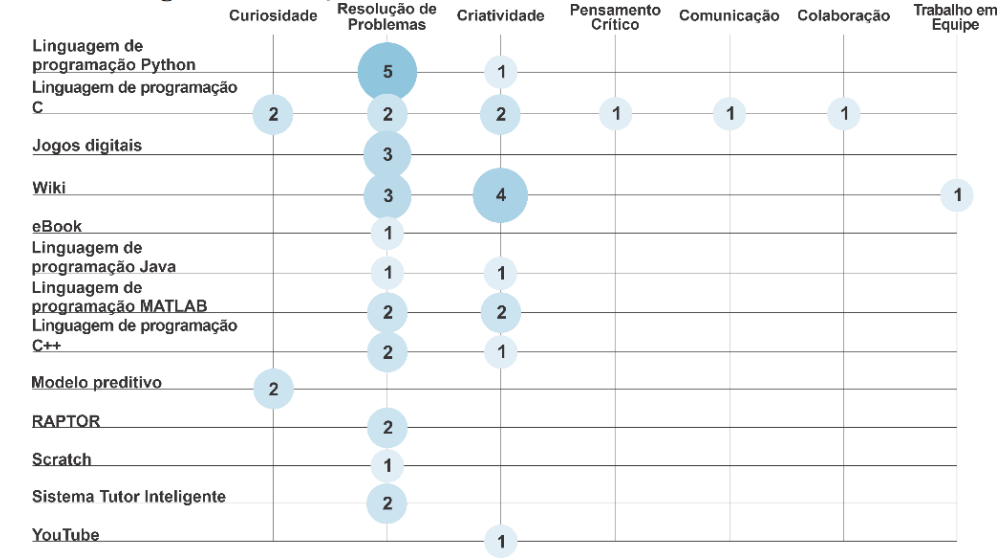 Curiosidade Resolução de Problemas Criatividade Pensamento Crítico Comunicação Colaboração Trabalho em Equipe
Linguagem de
programação Python 5 1
Linguagem de programação
C 2 2 2 1 1 1
Jogos digitais 3
Wiki 3 4 1
eBook 1
Linguagem de
programação Java 1 1
Linguagem de
programação MATLAB 2 2
Linguagem de programação
C++ 2 1
Modelo preditivo 2
RAPTOR 2
Scratch 1
Sistema Tutor Inteligente 2
YouTube 1